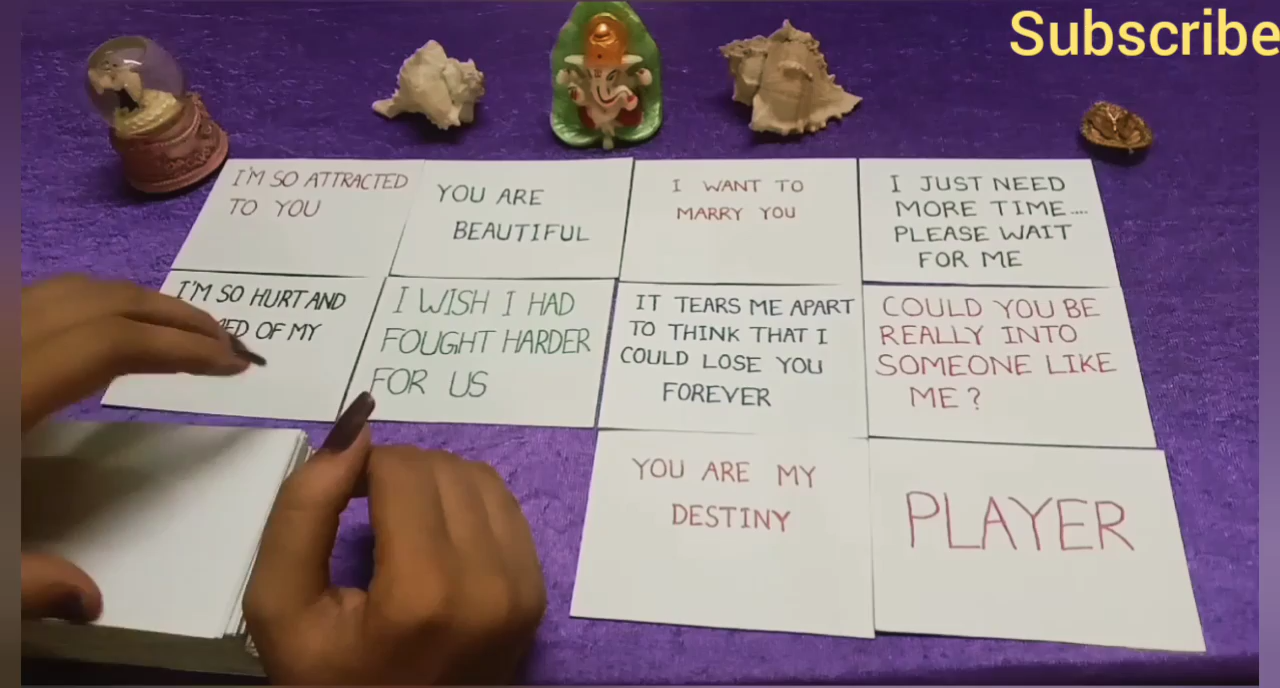 Subscribe
I'M SO ATTRACTED
TO YOU
YOU ARE
BEAUTIFUL
I WANT TO
MARRY YOU
I JUST NEED
MORE TIME....
PLEASE WAIT
FOR ME
I'M SO HURT AND
OF MY
I WISH I HAD
FOUGHT HARDER
FOR US
IT TEARS ME APART
TO THINK THAT I
COULD LOSE YOU
FOREVER
COULD YOU BE
REALLY INTO
SOMEONE LIKE
ME?
YOU ARE MY
DESTINY
PLAYER